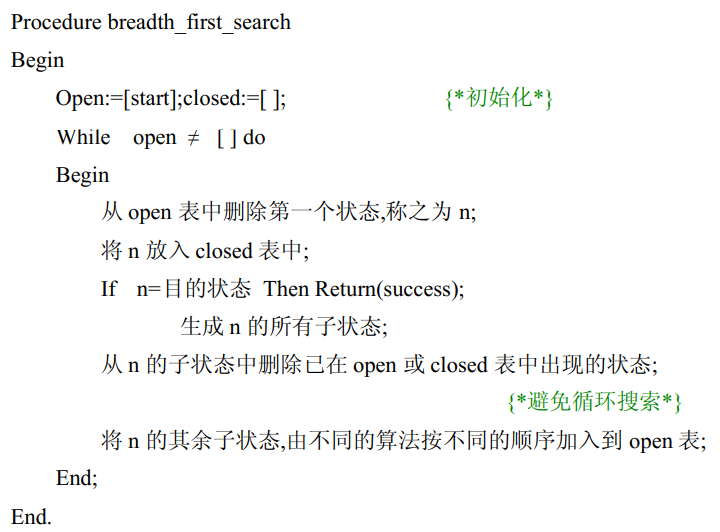 Procedure breadth_first_search
Begin
Open:=[start];closed:=[ ]; {*初始化*}
While open ≠ [ ] do
Begin
从 open 表中删除第一个状态,称之为 n;
将 n 放入 closed 表中;
If n=目的状态 Then Return(success);
生成 n 的所有子状态;
从 n 的子状态中删除已在 open 或 closed 表中出现的状态;
{*避免循环搜索*}
将 n 的其余子状态,由不同的算法按不同的顺序加入到 open 表;
End;
End.